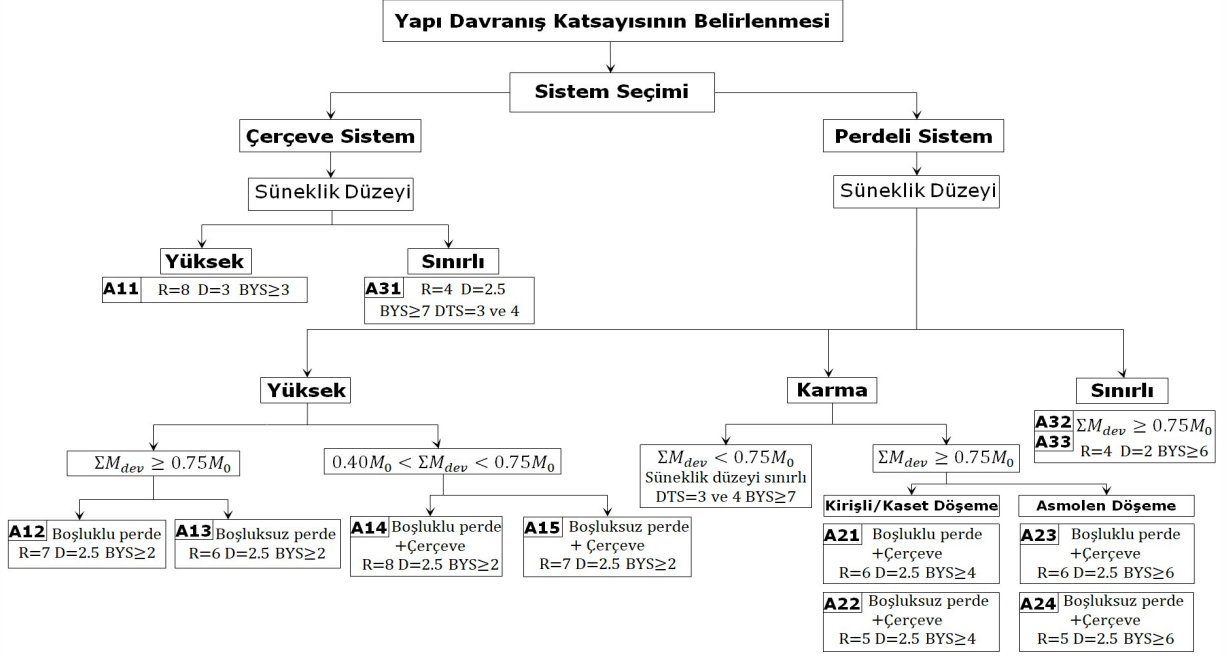 Yapı Davranış Katsayısının Belirlenmesi
Sistem Seçimi
Çerçeve Sistem
Süneklik Düzeyi
Yüksek
A11 R=8 D=3 BYS≥3
Sınırlı
A31 R=4 D=2.5
BYS≥7 DTS=3 ve 4
Perdeli Sistem
Süneklik Düzeyi
Yüksek
ΣM_dev ≥ 0.75M_0
A12 Boşluklu perde
R=7 D=2.5 BYS≥2
A13 Boşluksuz perde
R=6 D=2.5 BYS≥2
0.40M_0 < ΣM_dev < 0.75M_0
A14 Boşluklu perde
+Çerçeve
R=8 D=2.5 BYS≥2
A15 Boşluksuz perde
+ Çerçeve
R=7 D=2.5 BYS≥2
Karma
ΣM_dev < 0.75M_0
Süneklik düzeyi sınırlı
DTS=3 ve 4 BYS≥7
ΣM_dev ≥ 0.75M_0
Kirişli/Kaset Döşeme
A21 Boşluklu perde
+Çerçeve
R=6 D=2.5 BYS≥4
A22 Boşluksuz perde
+Çerçeve
R=5 D=2.5 BYS≥4
Asmolen Döşeme
A23 Boşluklu perde
+Çerçeve
R=6 D=2.5 BYS≥6
A24 Boşluksuz perde
+Çerçeve
R=5 D=2.5 BYS≥6
Sınırlı
A32 ΣM_dev ≥ 0.75M_0
A33
R=4 D=2 BYS≥6